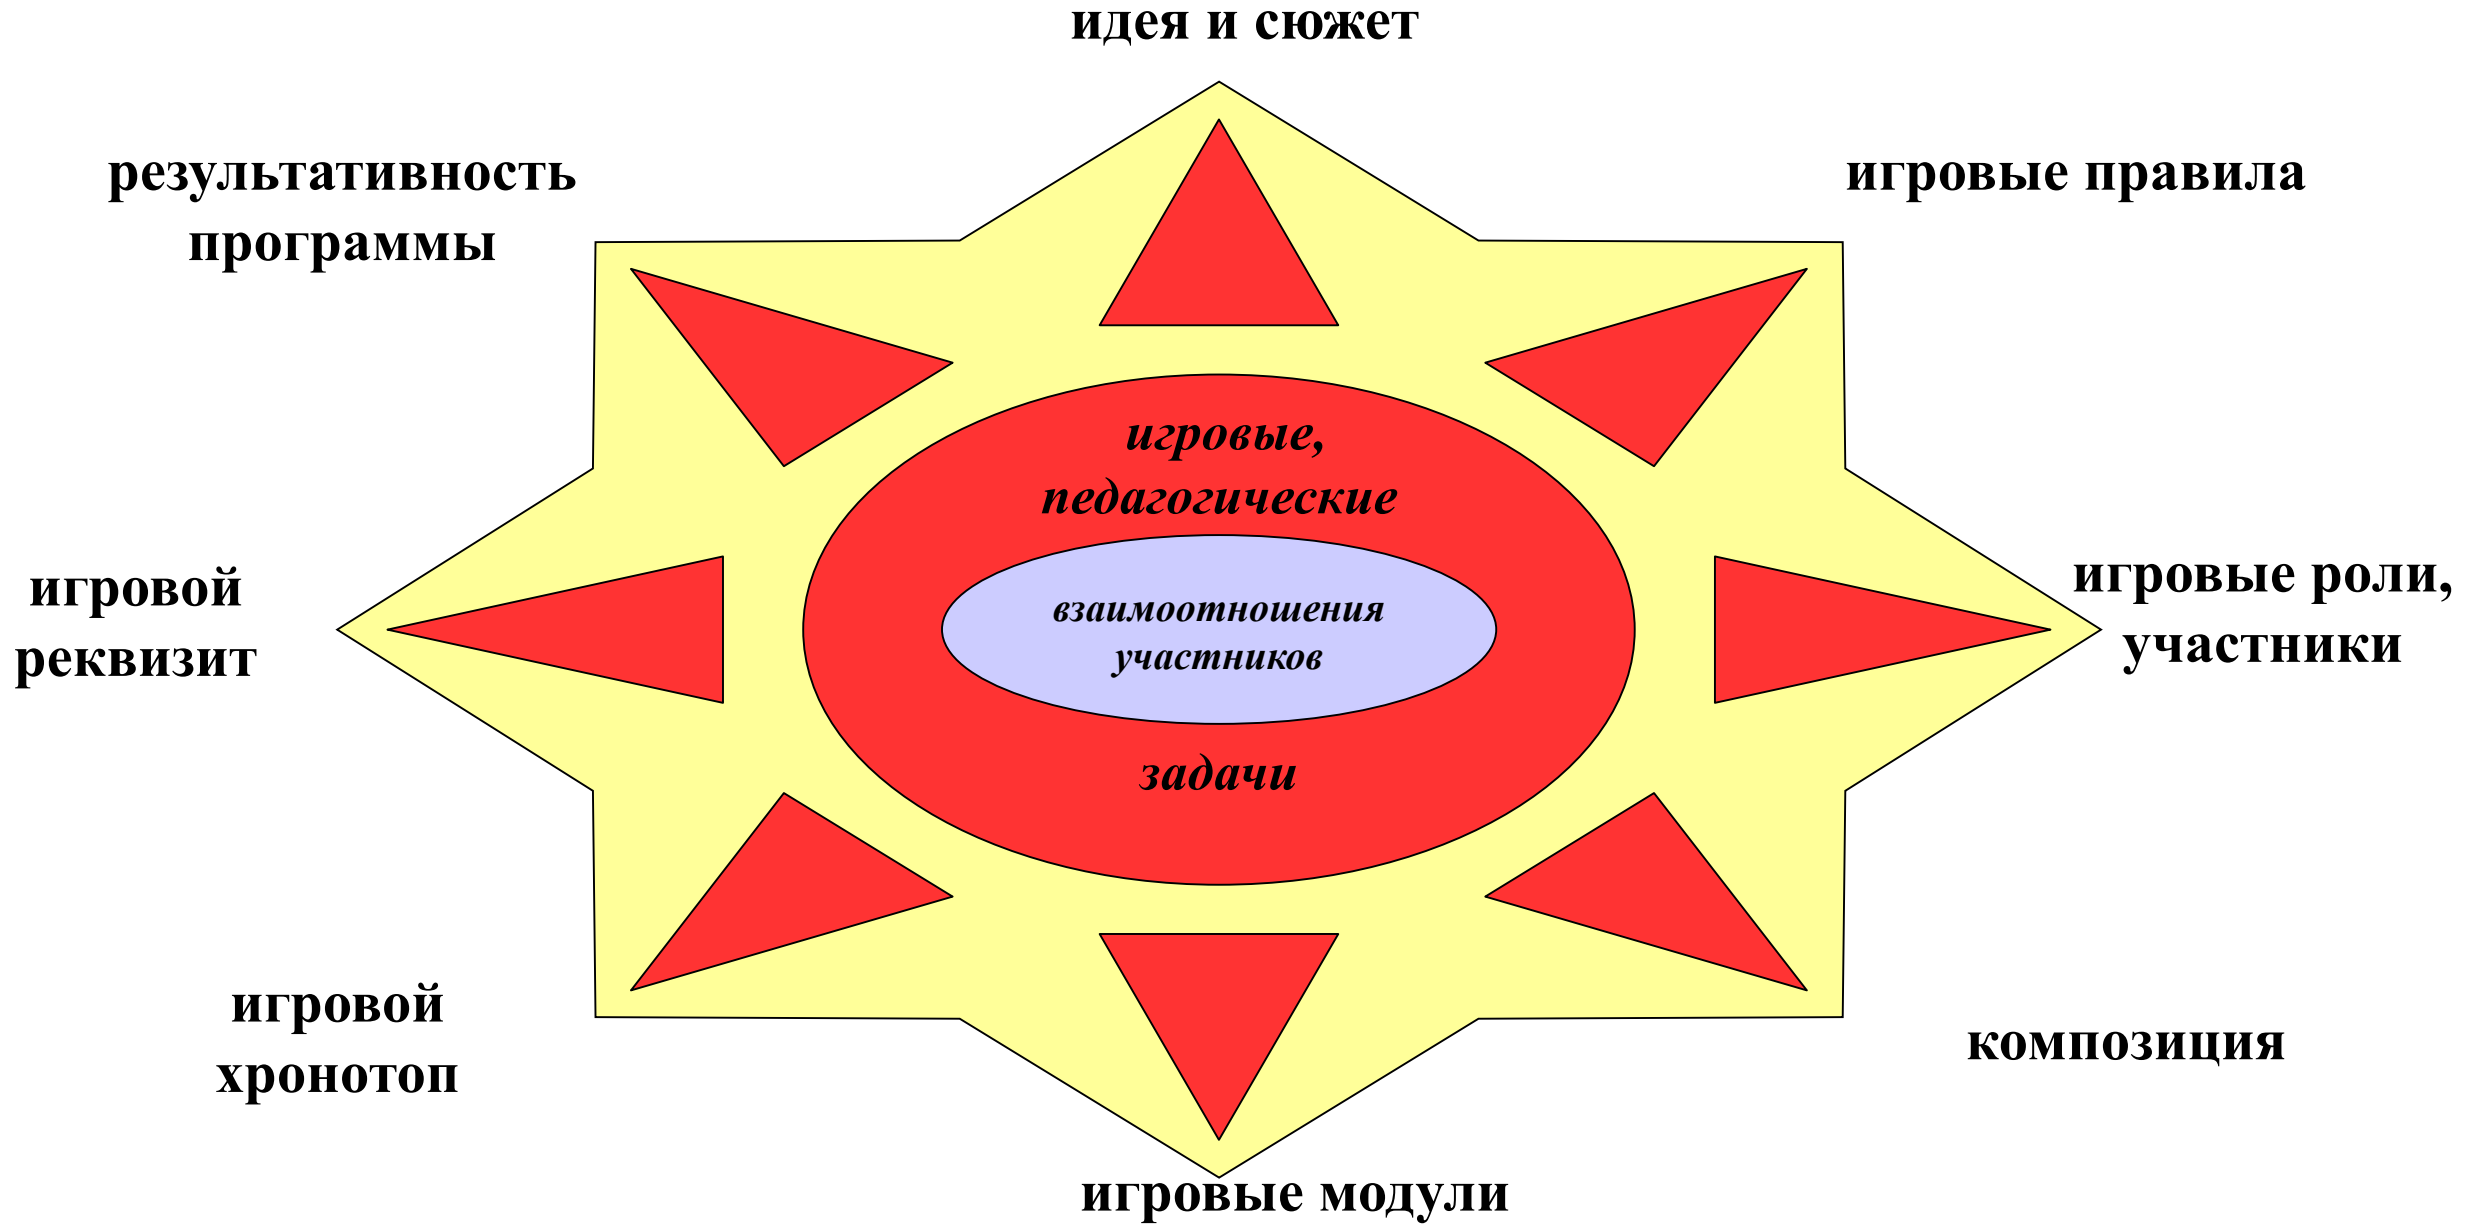 идея и сюжет
результативность
программы
игровые правила
игровые,
педагогические
взаимоотношения
участников
задачи
игровой
реквизит
игровые роли,
участники
игровой
хронотоп
композиция
игровые модули